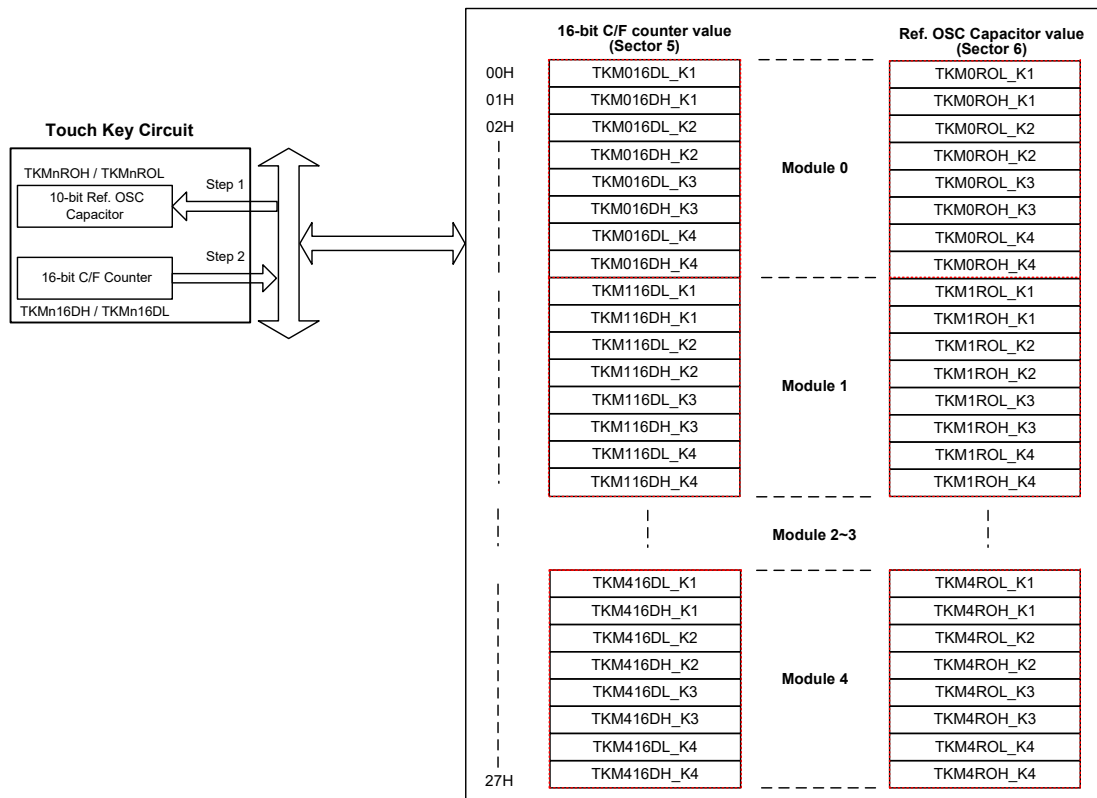 Touch Key Circuit
TKMnROH / TKMnROL
10-bit Ref. OSC
Capacitor
Step 1
16-bit C/F Counter
Step 2
TKMn16DH / TKMn16DL
16-bit C/F counter value
(Sector 5)
Ref. OSC Capacitor value
(Sector 6)
00H TKM016DL_K1 TKM0ROL_K1
01H TKM016DH_K1 TKM0ROH_K1
02H TKM016DL_K2 TKM0ROL_K2
TKM016DH_K2 TKM0ROH_K2
Module 0
TKM016DL_K3 TKM0ROL_K3
TKM016DH_K3 TKM0ROH_K3
TKM016DL_K4 TKM0ROL_K4
TKM016DH_K4 TKM0ROH_K4
TKM116DL_K1 TKM1ROL_K1
TKM116DH_K1 TKM1ROH_K1
TKM116DL_K2 TKM1ROL_K2
TKM116DH_K2 TKM1ROH_K2
Module 1
TKM116DL_K3 TKM1ROL_K3
TKM116DH_K3 TKM1ROH_K3
TKM116DL_K4 TKM1ROL_K4
TKM116DH_K4 TKM1ROH_K4
Module 2~3
TKM416DL_K1 TKM4ROL_K1
TKM416DH_K1 TKM4ROH_K1
TKM416DL_K2 TKM4ROL_K2
TKM416DH_K2 TKM4ROH_K2
Module 4
TKM416DL_K3 TKM4ROL_K3
TKM416DH_K3 TKM4ROH_K3
TKM416DL_K4 TKM4ROL_K4
27H TKM416DH_K4 TKM4ROH_K4